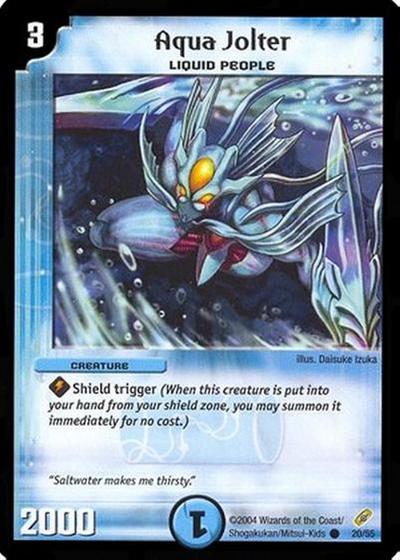 3
Aqua Jolter
LIQUID PEOPLE
illus. Daisuke Izuka
CREATURE
Shield trigger (When this creature is put into
your hand from your shield zone, you may summon it
immediately for no cost.)
"Saltwater makes me thirsty."
2000
1
©2004 Wizards of the Coast/
Shogakukan/Mitsui-Kids ● 20/55